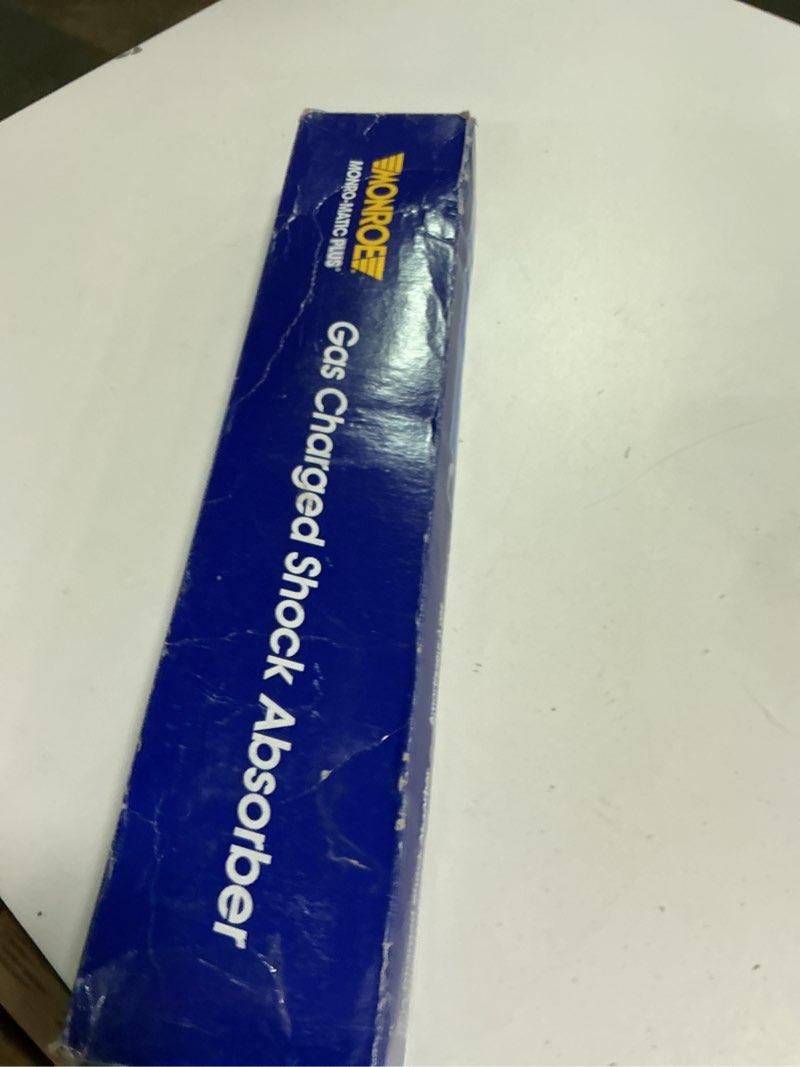 MONROE
MONRO-MATIC PLUS®
Gas Charged Shock Absorber